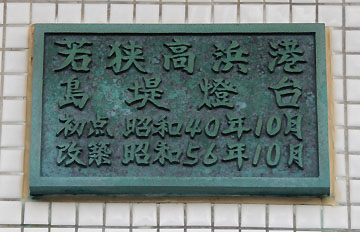 若狭高浜港
島堤燈台
初点 昭和40年10月
改築 昭和56年10月